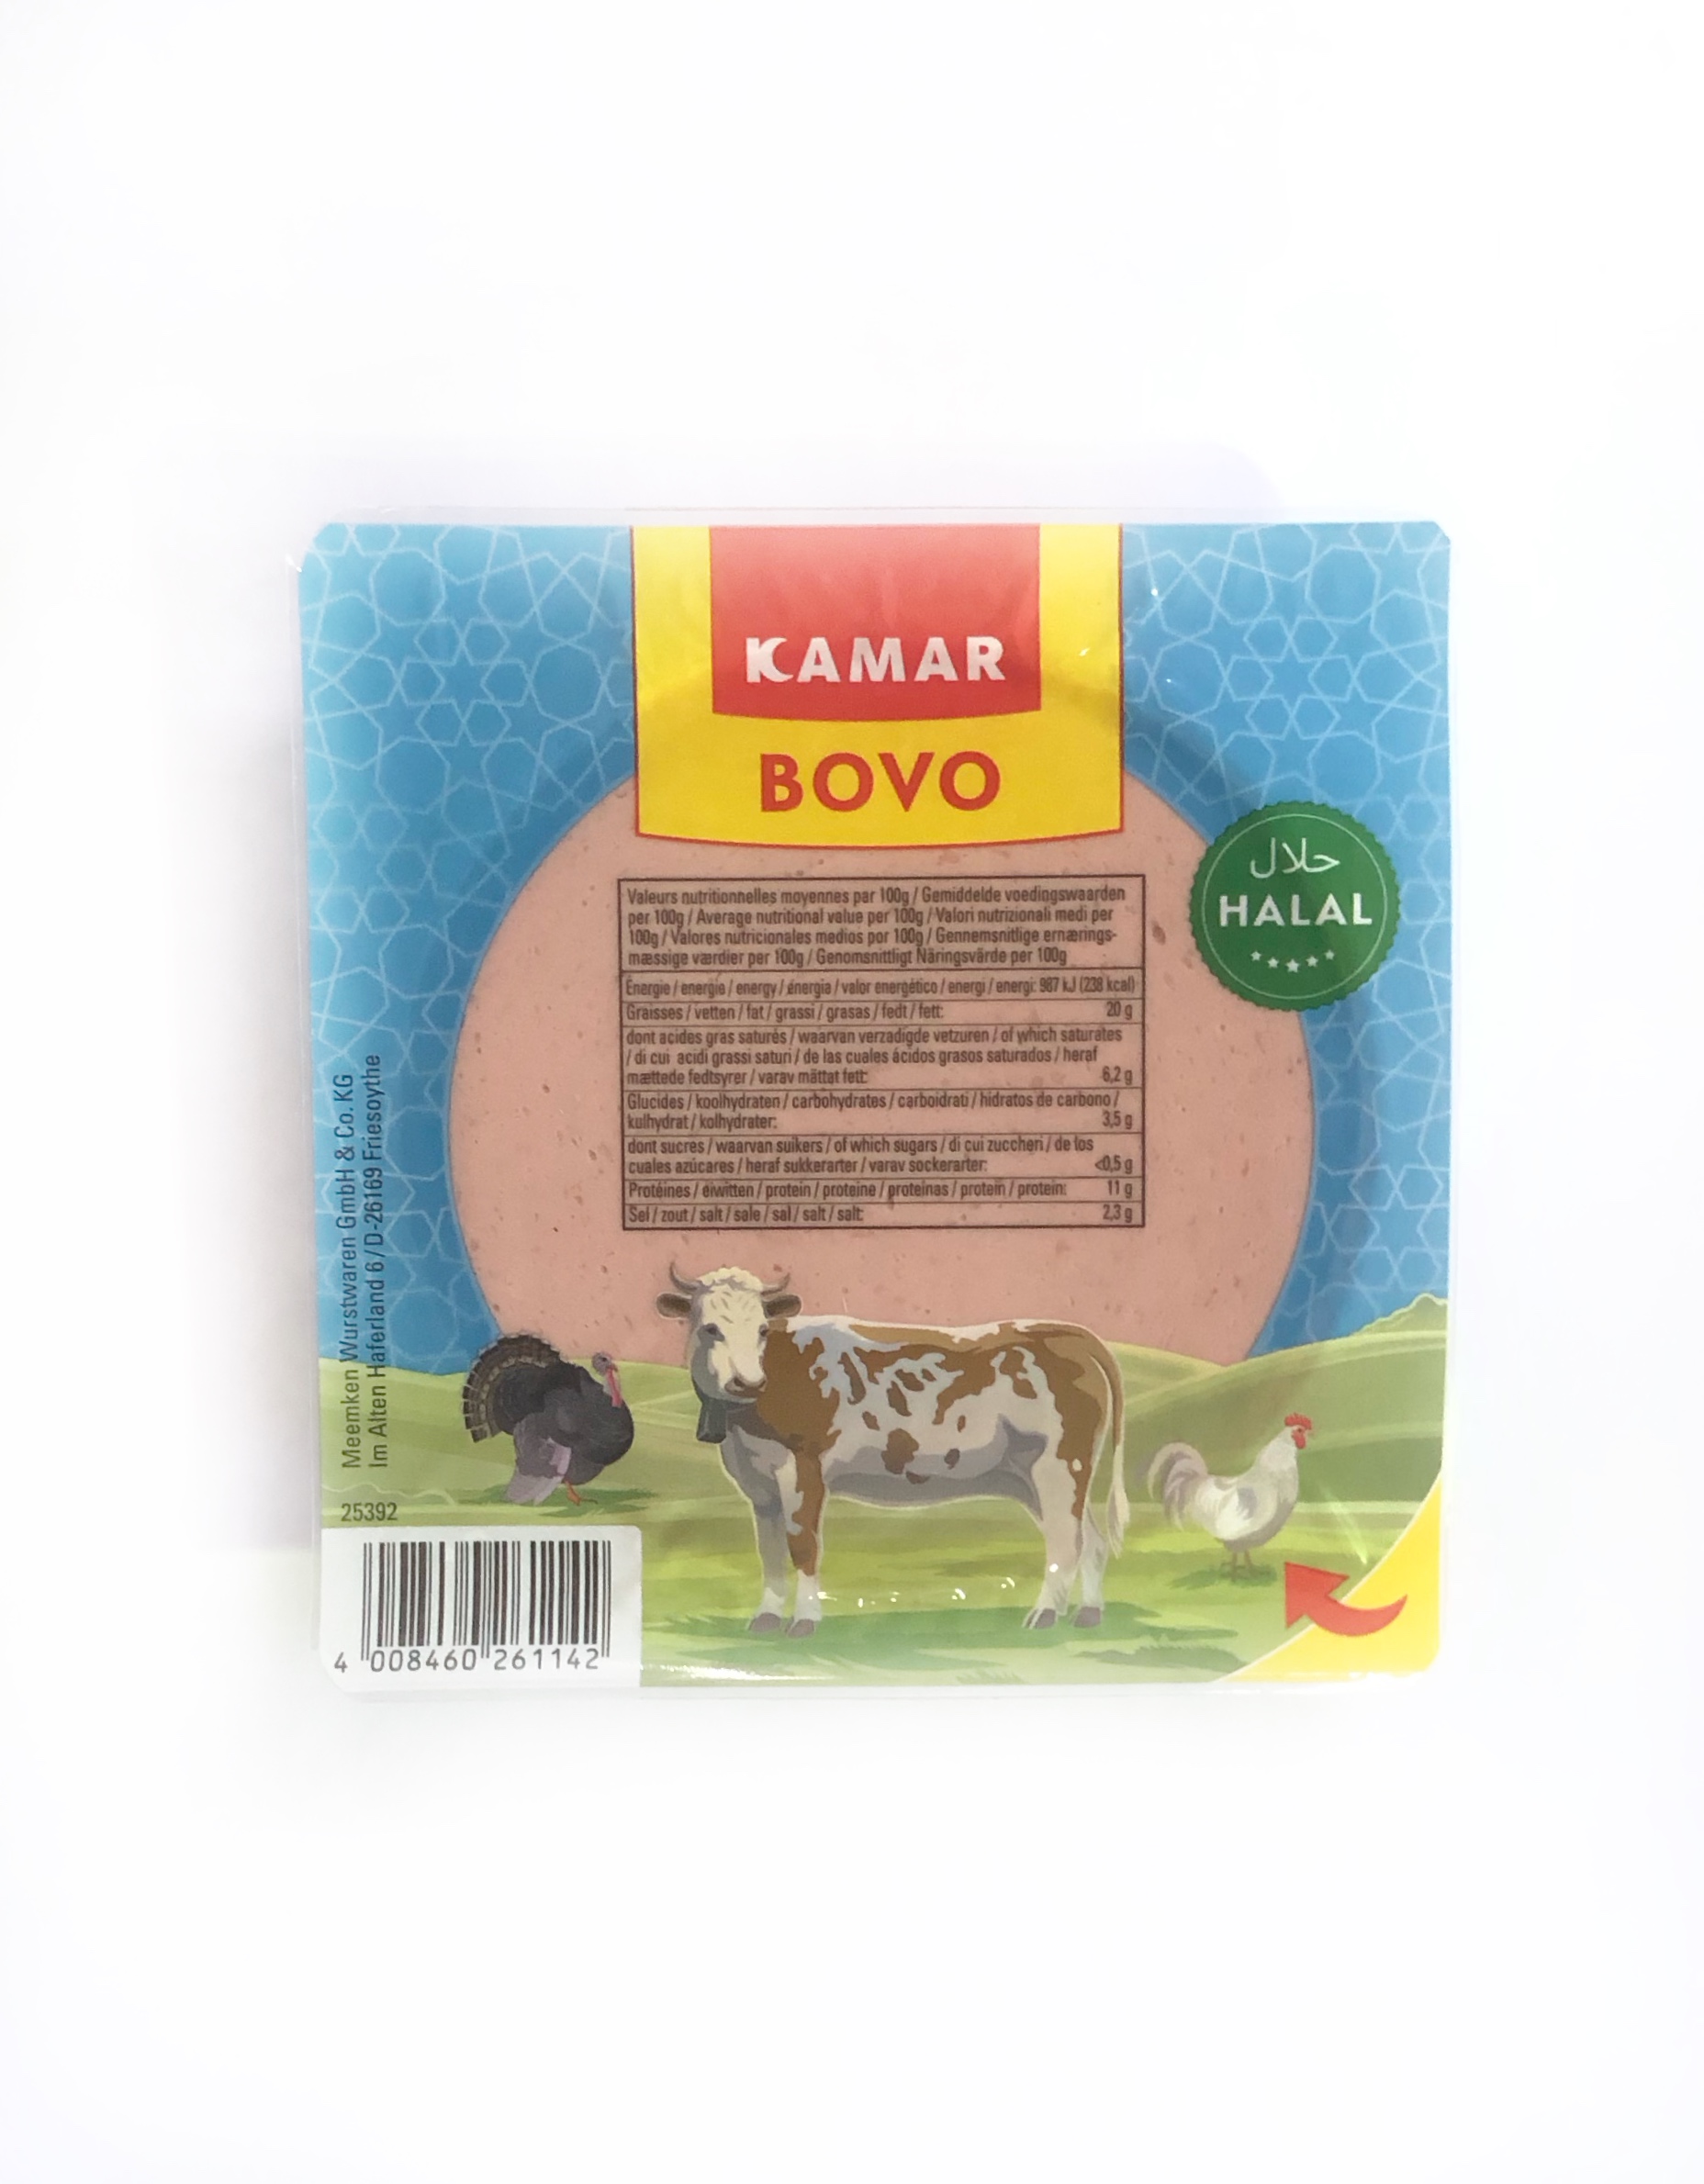 KAMAR
BOVO
حلال
HALAL
Valeurs nutritionnelles moyennes par 100g / Gemiddelde voedingswaarden
per 100g / Average nutritional value per 100g / Valori nutrizionali medi per
100g / Valores nutricionales medios por 100g / Gennemsnitlige ernærings-
mæssige værdier per 100g / Genomsnittligt Näringsvärde per 100g
Énergie / energie / energy / énergia / valor energético / energi / energi: 987 kJ (238 kcal)
Graisses / vetten / fat / grassi / grasas / fedt / fett: 20 g
dont acides gras saturés / waarvan verzadigde vetzuren / of which saturates
/ di cui acidi grassi saturi / de las cuales ácidos grasos saturados / heraf
mættede fedtsyrer / varav mättat fett: 6,2 g
Glucides / koolhydraten / carbohydrates / carboidrati / hidratos de carbono /
kulhydrat / kolhydrater: 3,5 g
dont sucres / waarvan suikers / of which sugars / di cui zuccheri / de los
cuales azúcares / heraf sukkerarter / varav sockerarter: <0,5 g
Protéines / eiwitten / protein / proteine / proteínas / protein / protein: 11 g
Sel / zout / salt / sale / sal / salt / salt: 2,3 g
Meemken Wurstwaren GmbH & Co. KG
Im Alten Haferland 6 / D-26169 Friesoythe
25392
4 008460 261142